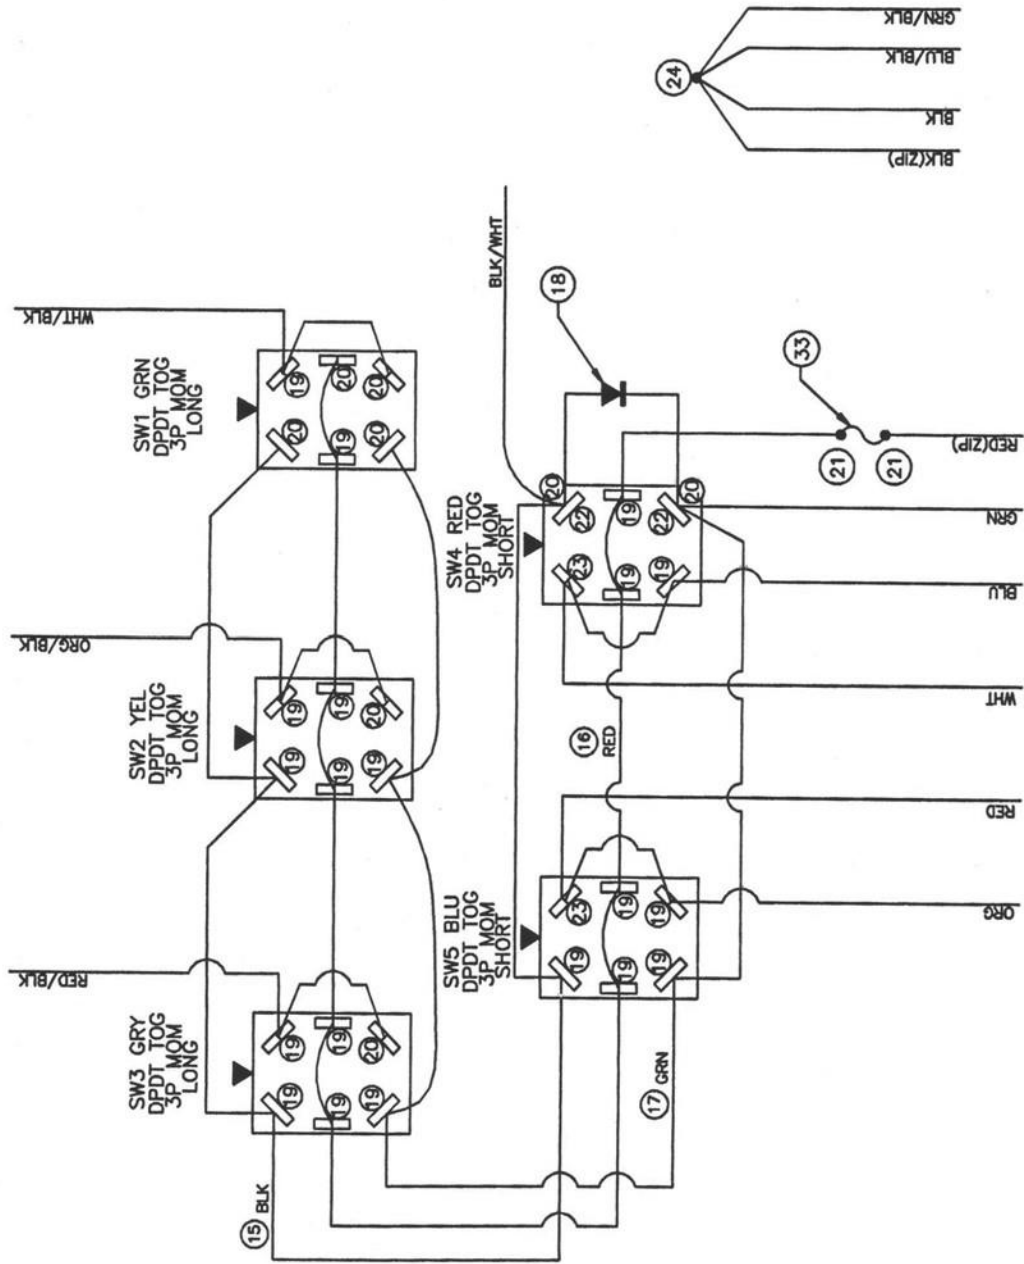 GRN/BLK
BLU/BLK
24
BLK
BLK(ZIP)
WHT/BLK
BLK/WHT
SW1 GRN
DPDT TOG
3P MOM
LONG
19
20
20
20
19
20
18
33
21
21
RED(ZIP)
ORG/BLK
SW2 YEL
DPDT TOG
3P MOM
LONG
19
19
19
20
19
19
SW4 RED
DPDT TOG
3P MOM
SHORT
20
22
23
19
19
20
22
19
GRN
BLU
WHT
16
RED
RED
ORG
RED/BLK
SW3 GRY
DPDT TOG
3P MOM
LONG
19
19
19
20
19
19
SW5 BLU
DPDT TOG
3P MOM
SHORT
23
19
19
19
19
19
17 GRN
15 BLK